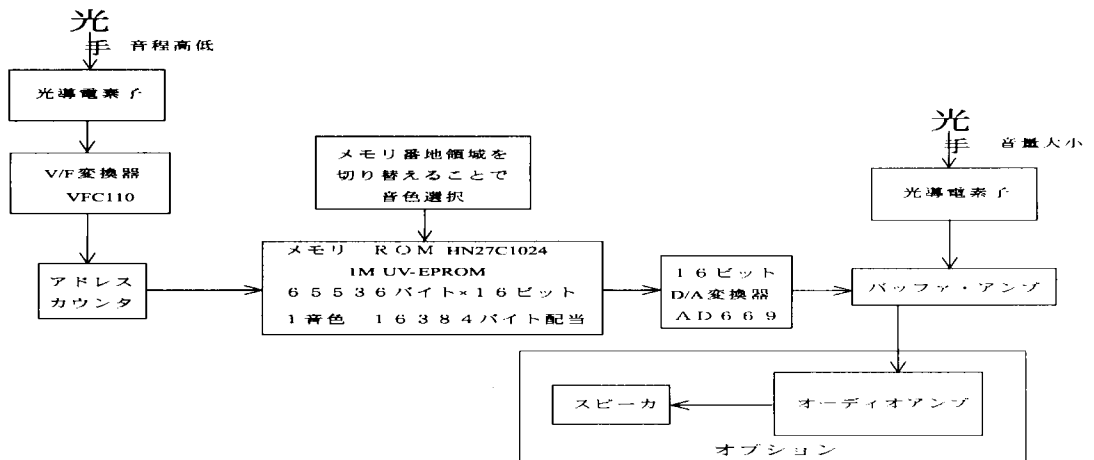 光
手 音程高低
光導電素子
V/F変換器
VFC110
アドレス
カウンタ
メモリ番地領域を
切り替えることで
音色選択
メモリ ROM HN27C1024
1M UV-EPROM
65536バイト×16ビット
1音色 16384バイト配当
16ビット
D/A変換器
AD669
光
手 音量大小
光導電素子
バッファ・アンプ
オーディオアンプ
スピーカ
オプション